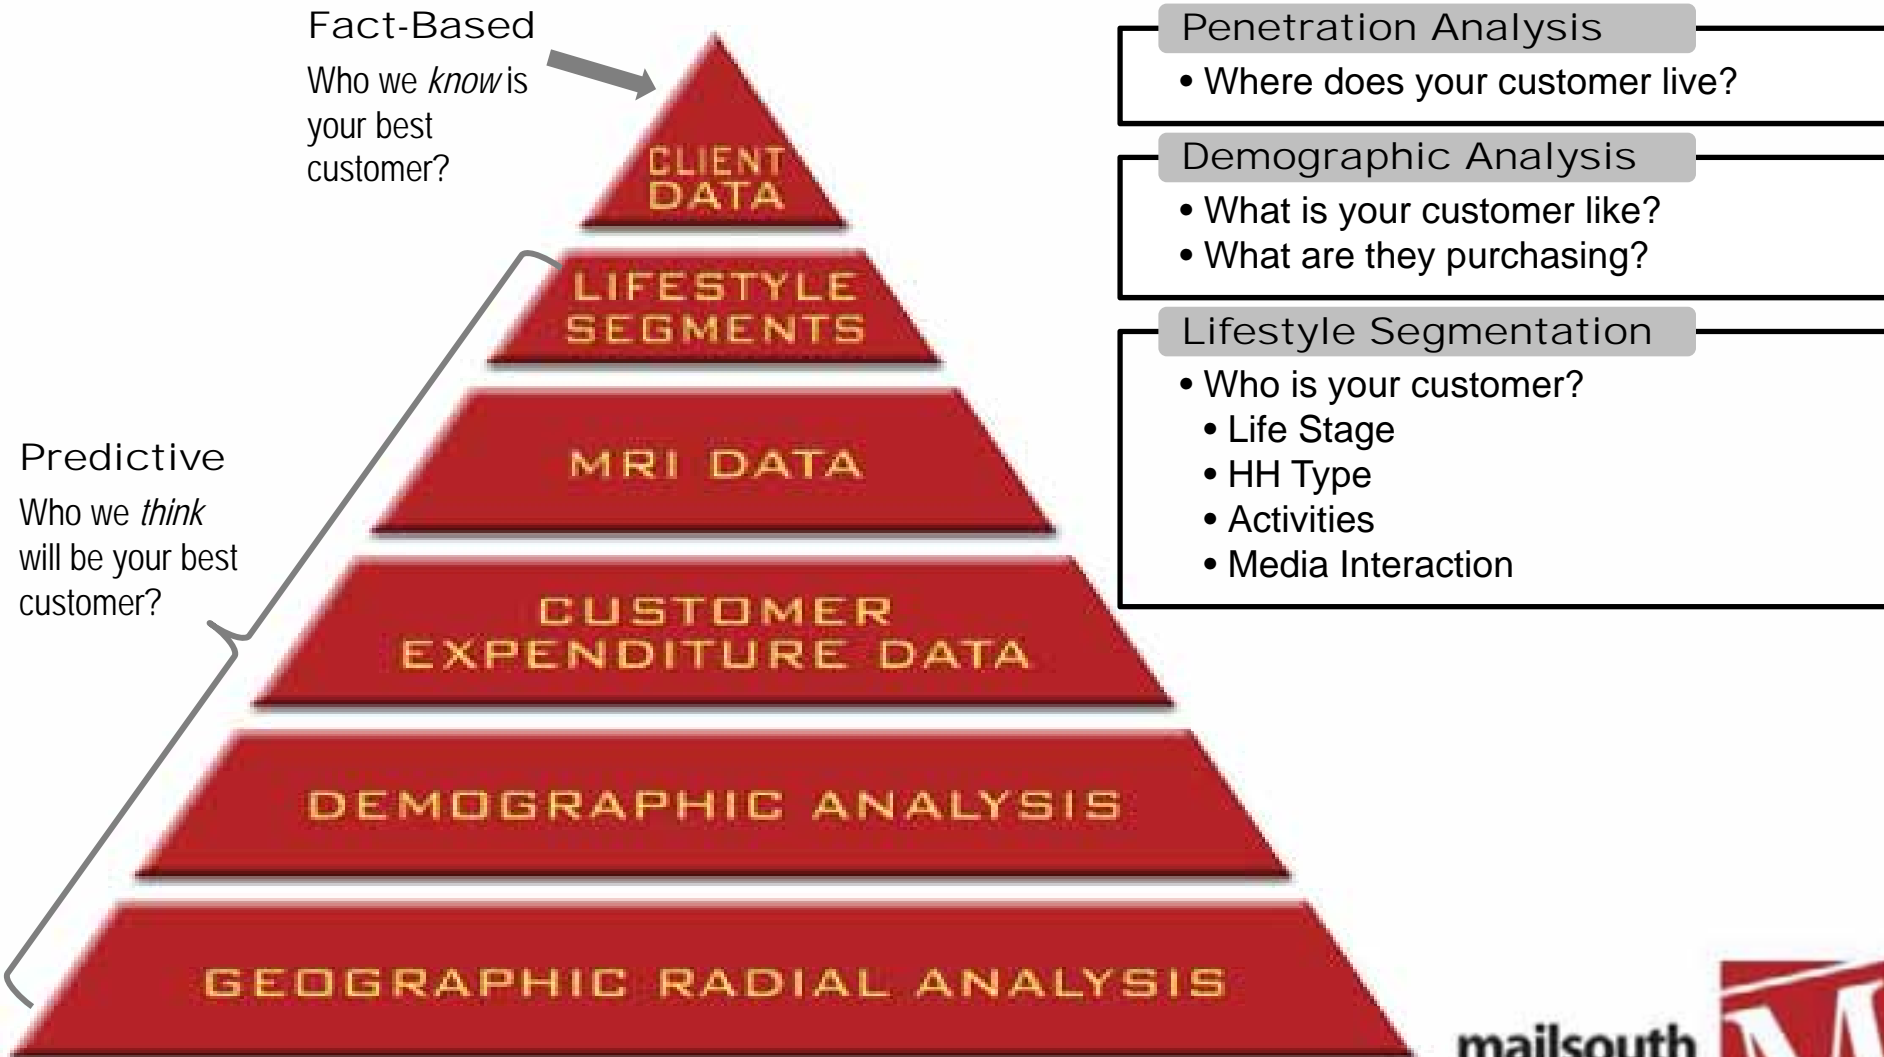 Fact-Based
Who we know is
your best
customer?
CLIENT
DATA
LIFESTYLE
SEGMENTS
MRI DATA
Predictive
Who we think
will be your best
customer?
CUSTOMER
EXPENDITURE DATA
DEMOGRAPHIC ANALYSIS
GEOGRAPHIC RADIAL ANALYSIS
Penetration Analysis
• Where does your customer live?
Demographic Analysis
• What is your customer like?
• What are they purchasing?
Lifestyle Segmentation
• Who is your customer?
• Life Stage
• HH Type
• Activities
• Media Interaction
mailsouth
M